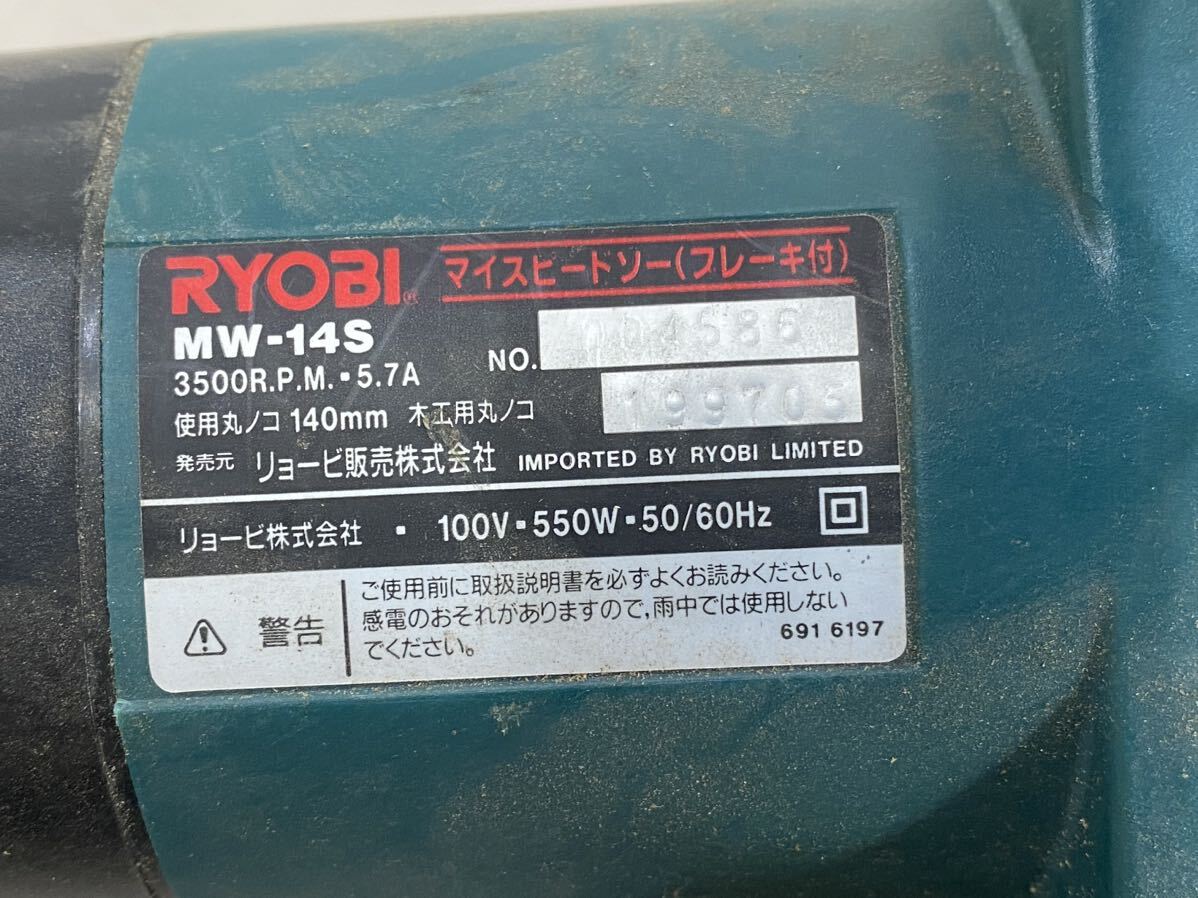 RYOBI® マイスピードソー(ブレーキ付)
MW-14S
NO. 004586
3500R.P.M.・5.7A
199705
使用丸ノコ 140mm 木工用丸ノコ
発売元 リョービ販売株式会社 IMPORTED BY RYOBI LIMITED
リョービ株式会社 ・ 100V・550W・50/60Hz
警告
ご使用前に取扱説明書を必ずよくお読みください。
感電のおそれがありますので、雨中では使用しない
でください。
691 6197